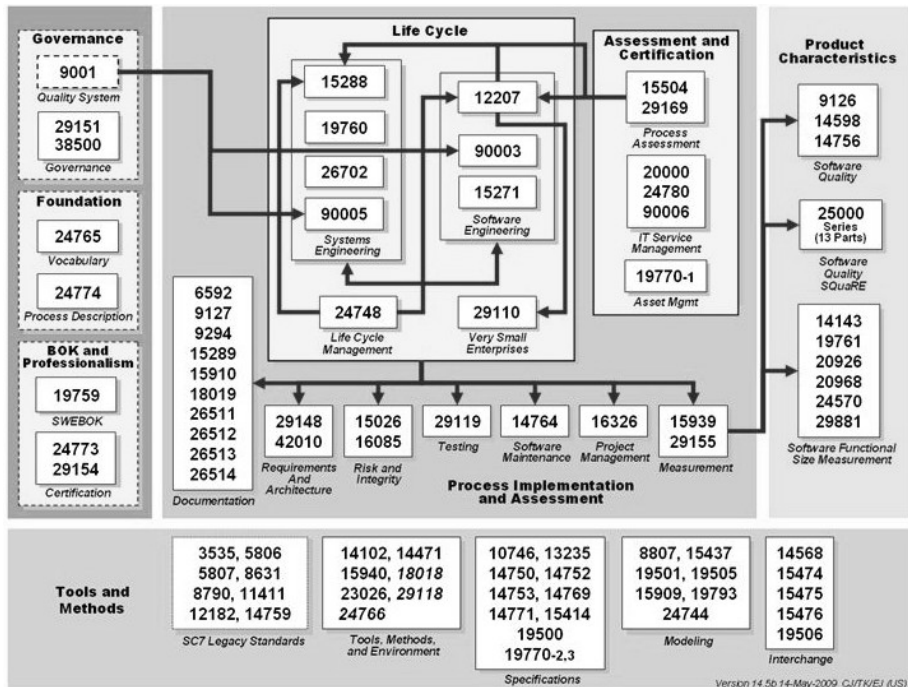 Governance
9001
Quality System
29151
38500
Governance
Foundation
24765
Vocabulary
24774
Process Description
BOK and
Professionalism
19759
SWEBOK
24773
29154
Certification
Life Cycle
15288
19760
26702
90005
Systems
Engineering
12207
90003
15271
Software
Engineering
24748
Life Cycle
Management
29110
Very Small
Enterprises
Assessment and
Certification
15504
29169
Process
Assessment
20000
24780
90006
IT Service
Management
19770-1
Asset Mgmt
6592
9127
9294
15289
15910
18019
26511
26512
26513
26514
Documentation
29148
42010
Requirements
And
Architecture
15026
16085
Risk and
Integrity
29119
Testing
14764
Software
Maintenance
16326
Project
Management
15939
29155
Measurement
Process Implementation
and Assessment
Product
Characteristics
9126
14598
14756
Software
Quality
25000
Series
(13 Parts)
Software
Quality
SQuaRE
14143
19761
20926
20968
24570
29881
Software Functional
Size Measurement
Tools and
Methods
3535, 5806
5807, 8631
8790, 11411
12182, 14759
SC7 Legacy Standards
14102, 14471
15940, 18018
23026, 29118
24766
Tools, Methods,
and Environment
10746, 13235
14750, 14752
14753, 14769
14771, 15414
19500
19770-2,3
Specifications
8807, 15437
19501, 19505
15909, 19793
24744
Modeling
14568
15474
15475
15476
19506
Interchange
Version 14.5b 14-May-2009 CJ/TK/EJ (US)